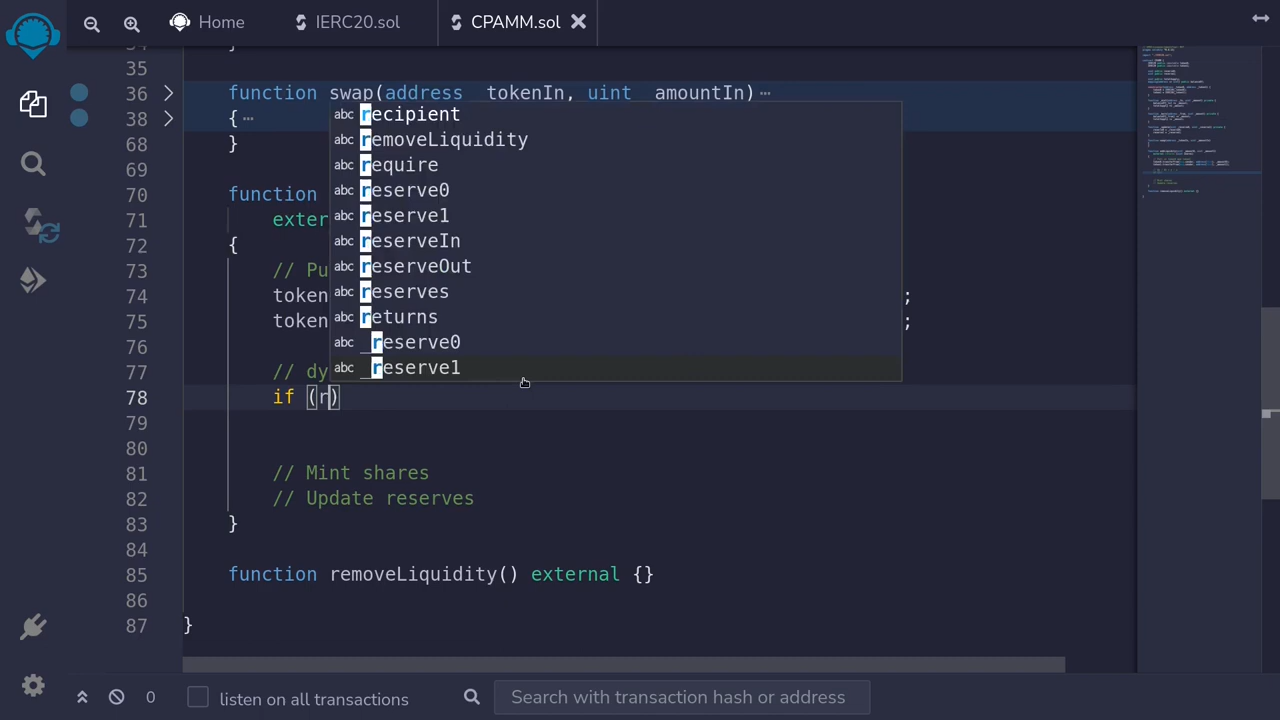 Home
IERC20.sol
CPAMM.sol
35
36 function swap(address _tokenIn, uint _amountIn)
38 {
68 }
69
70 function
71 exter
72 {
73 // Pu
74 token ;
75 token ;
76
77 // dy
78 if (r)
79
80
81 // Mint shares
82 // Update reserves
83 }
84
85 function removeLiquidity() external {}
86
87 }
abc recipient
abc removeLiquidity
abc require
abc reserve0
abc reserve1
abc reserveIn
abc reserveOut
abc reserves
abc returns
abc _reserve0
abc _reserve1
0 listen on all transactions Search with transaction hash or address